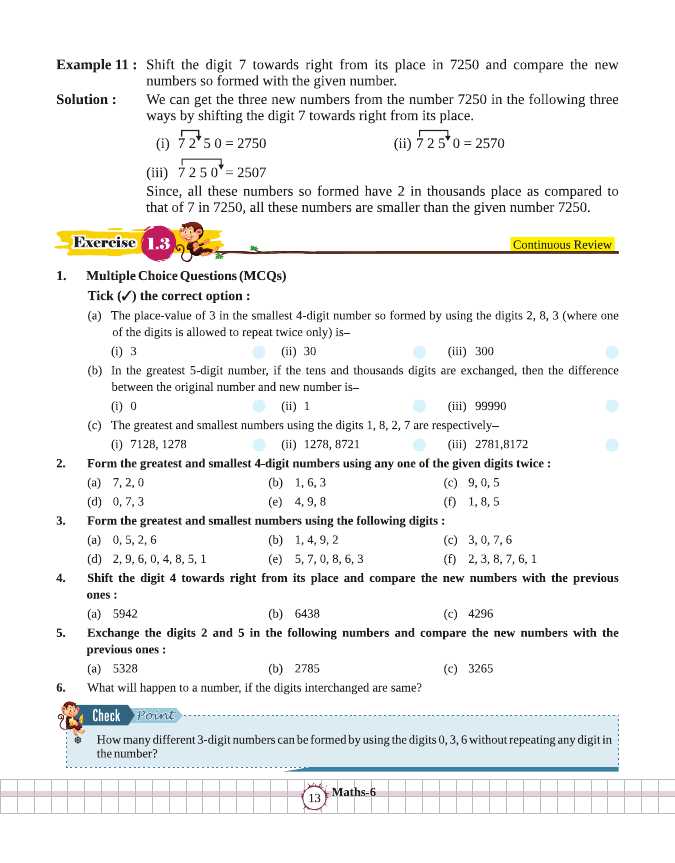 Example 11 : Shift the digit 7 towards right from its place in 7250 and compare the new
numbers so formed with the given number.
Solution : We can get the three new numbers from the number 7250 in the following three
ways by shifting the digit 7 towards right from its place.
(i) 7 2 5 0 = 2750 (ii) 7 2 5 0 = 2570
(iii) 7 2 5 0 = 2507
Since, all these numbers so formed have 2 in thousands place as compared to
that of 7 in 7250, all these numbers are smaller than the given number 7250.
Exercise 1.3 Continuous Review
1. Multiple Choice Questions (MCQs)
Tick (✓) the correct option :
(a) The place-value of 3 in the smallest 4-digit number so formed by using the digits 2, 8, 3 (where one
of the digits is allowed to repeat twice only) is–
(i) 3 (ii) 30 (iii) 300
(b) In the greatest 5-digit number, if the tens and thousands digits are exchanged, then the difference
between the original number and new number is–
(i) 0 (ii) 1 (iii) 99990
(c) The greatest and smallest numbers using the digits 1, 8, 2, 7 are respectively–
(i) 7128, 1278 (ii) 1278, 8721 (iii) 2781,8172
2. Form the greatest and smallest 4-digit numbers using any one of the given digits twice :
(a) 7, 2, 0 (b) 1, 6, 3 (c) 9, 0, 5
(d) 0, 7, 3 (e) 4, 9, 8 (f) 1, 8, 5
3. Form the greatest and smallest numbers using the following digits :
(a) 0, 5, 2, 6 (b) 1, 4, 9, 2 (c) 3, 0, 7, 6
(d) 2, 9, 6, 0, 4, 8, 5, 1 (e) 5, 7, 0, 8, 6, 3 (f) 2, 3, 8, 7, 6, 1
4. Shift the digit 4 towards right from its place and compare the new numbers with the previous
ones :
(a) 5942 (b) 6438 (c) 4296
5. Exchange the digits 2 and 5 in the following numbers and compare the new numbers with the
previous ones :
(a) 5328 (b) 2785 (c) 3265
6. What will happen to a number, if the digits interchanged are same?
Check Point
How many different 3-digit numbers can be formed by using the digits 0, 3, 6 without repeating any digit in
the number?
13 Maths-6